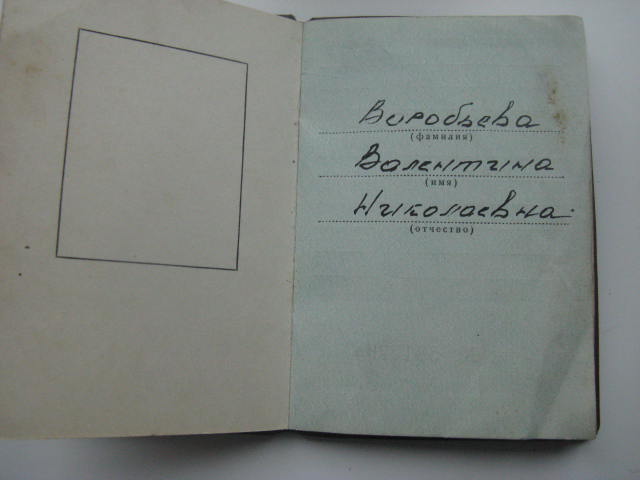 Воробьева
(фамилия)
Валентина
(имя)
Николаевна
(отчество)